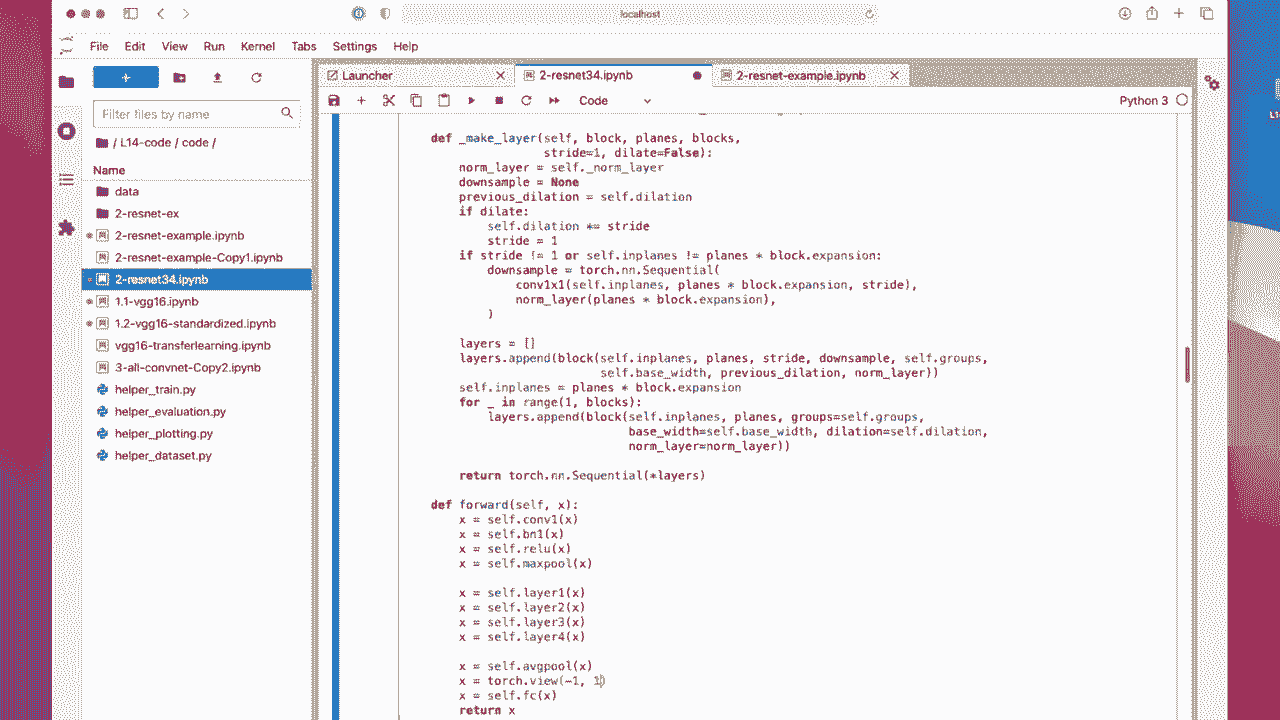 localhost
File Edit View Run Kernel Tabs Settings Help
Launcher
2-resnet34.ipynb
2-resnet-example.ipynb
Filter files by name
Code
Python 3
/ L14-code / code /
Name
data
2-resnet-ex
2-resnet-example.ipynb
2-resnet-example-Copy1.ipynb
2-resnet34.ipynb
1.1-vgg16.ipynb
1.2-vgg16-standardized.ipynb
vgg16-transferlearning.ipynb
3-all-convnet-Copy2.ipynb
helper_train.py
helper_evaluation.py
helper_plotting.py
helper_dataset.py
def _make_layer(self, block, planes, blocks,
stride=1, dilate=False):
norm_layer = self._norm_layer
downsample = None
previous_dilation = self.dilation
if dilate:
self.dilation *= stride
stride = 1
if stride != 1 or self.inplanes != planes * block.expansion:
downsample = torch.nn.Sequential(
conv1x1(self.inplanes, planes * block.expansion, stride),
norm_layer(planes * block.expansion),
)
layers = []
layers.append(block(self.inplanes, planes, stride, downsample, self.groups,
self.base_width, previous_dilation, norm_layer))
self.inplanes = planes * block.expansion
for _ in range(1, blocks):
layers.append(block(self.inplanes, planes, groups=self.groups,
base_width=self.base_width, dilation=self.dilation,
norm_layer=norm_layer))
return torch.nn.Sequential(*layers)
def forward(self, x):
x = self.conv1(x)
x = self.bn1(x)
x = self.relu(x)
x = self.maxpool(x)
x = self.layer1(x)
x = self.layer2(x)
x = self.layer3(x)
x = self.layer4(x)
x = self.avgpool(x)
x = torch.view(-1, 1)
x = self.fc(x)
return x